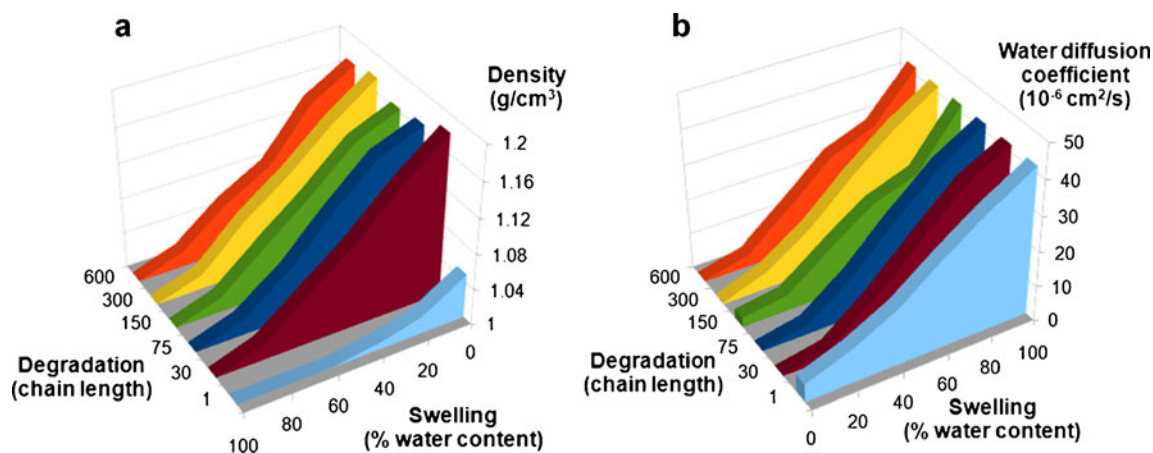 a
Density
(g/cm³)
1.2
1.16
1.12
1.08
1.04
1
600
300
150
75
30
1
Degradation
(chain length)
100
80
60
40
20
0
Swelling
(% water content)
b
Water diffusion
coefficient
(10⁻⁶ cm²/s)
50
40
30
20
10
0
600
300
150
75
30
1
Degradation
(chain length)
0
20
40
60
80
100
Swelling
(% water content)